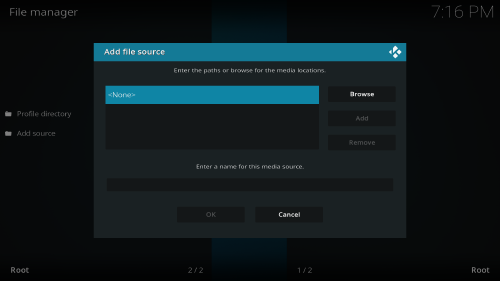 File manager
7:16 PM
Add file source
Enter the paths or browse for the media locations.
<None>
Browse
Profile directory
Add
Add source
Remove
Enter a name for this media source.
OK
Cancel
Root
2 / 2
1 / 2
Root